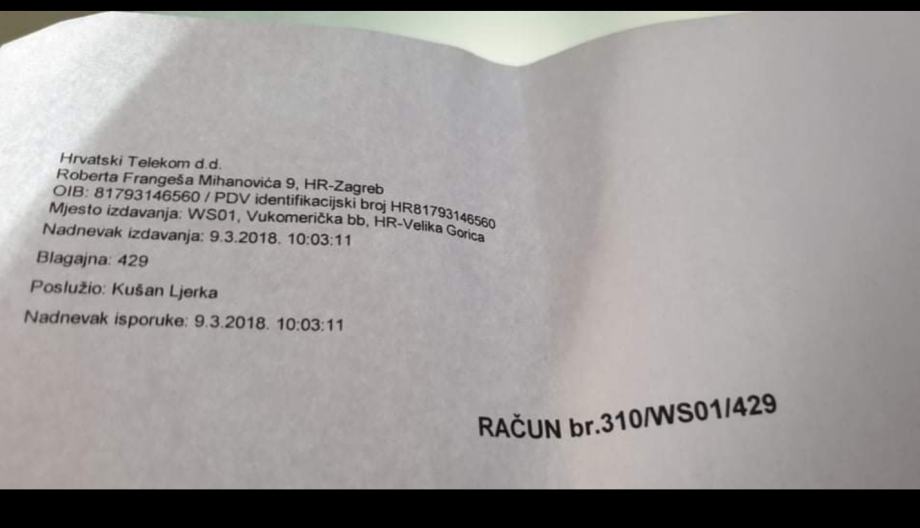 Hrvatski Telekom d.d.
Roberta Frangeša Mihanovića 9, HR-Zagreb
OIB: 81793146560 / PDV identifikacijski broj HR81793146560
Mjesto izdavanja: WS01, Vukomerička bb, HR-Velika Gorica
Nadnevak izdavanja: 9.3.2018. 10:03:11
Blagajna: 429
Poslužio: Kušan Ljerka
Nadnevak isporuke: 9.3.2018. 10:03:11
RAČUN br.310/WS01/429